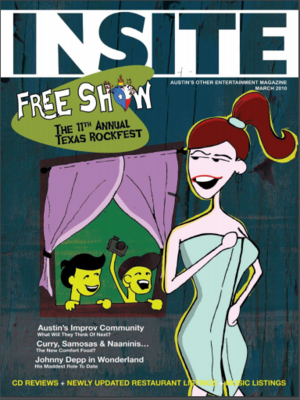 INSITE
AUSTIN'S OTHER ENTERTAINMENT MAGAZINE
MARCH 2010
FREE SHOW
THE 11TH ANNUAL
TEXAS ROCKFEST
Austin's Improv Community
What Will They Think Of Next?
Curry, Samosas & Naaninis...
The New Comfort Food?
Johnny Depp in Wonderland
His Maddest Role To Date
CD REVIEWS + NEWLY UPDATED RESTAURANT LISTINGS + MUSIC LISTINGS